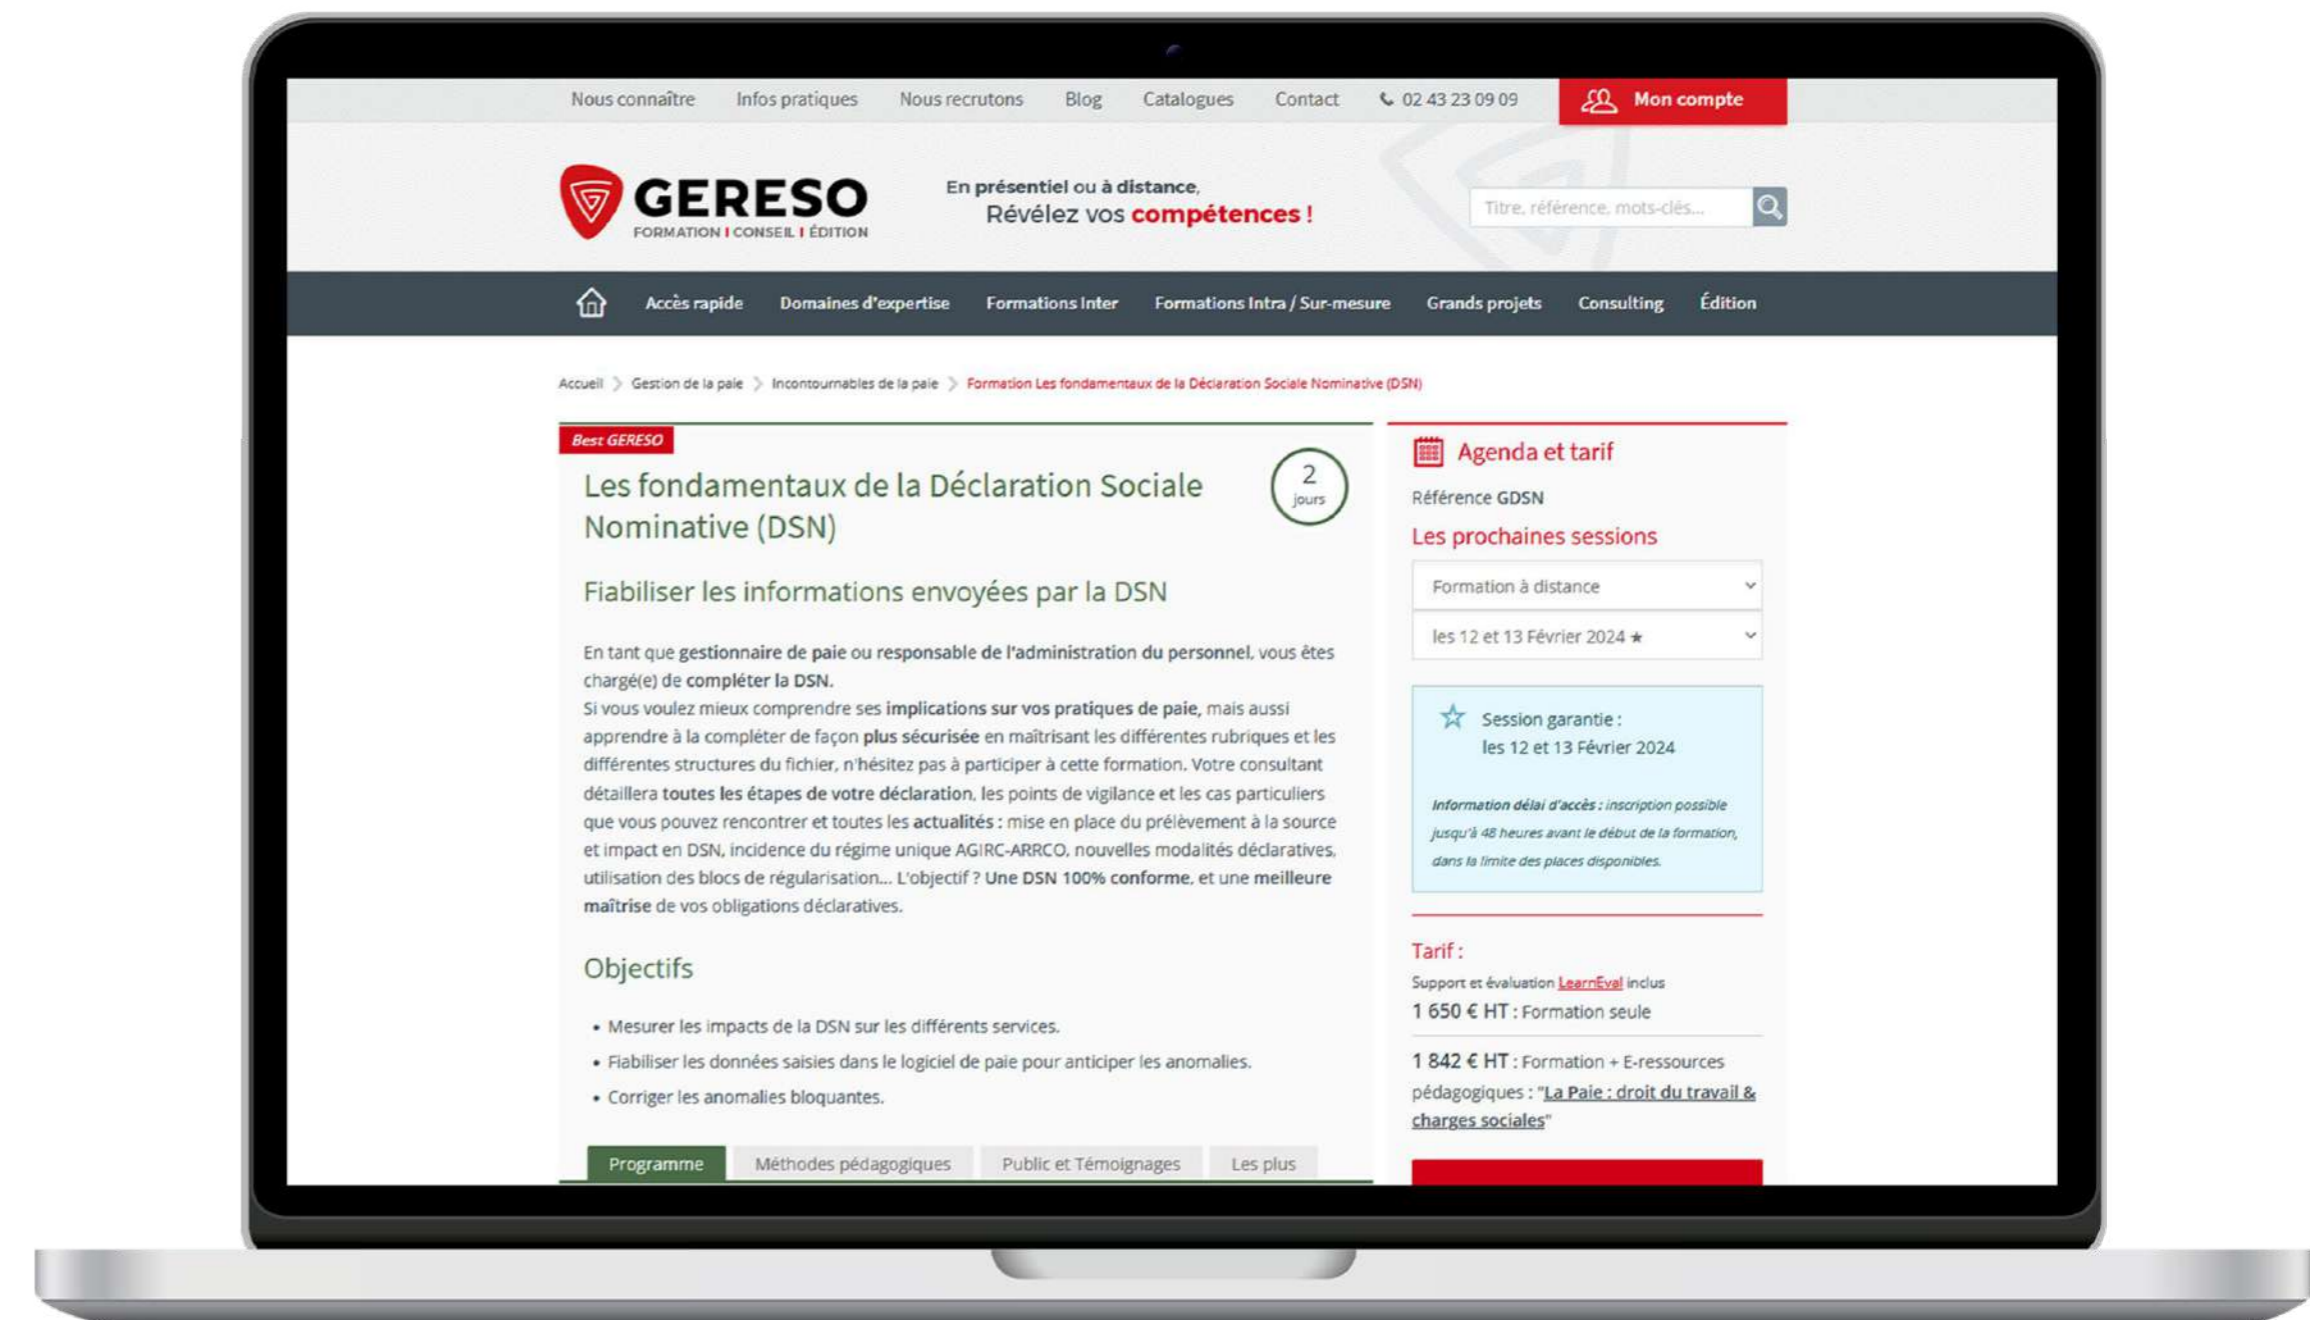 Nous connaître Infos pratiques Nous recrutons Blog Catalogues Contact 02 43 23 09 09 Mon compte
GERESO
FORMATION I CONSEIL I ÉDITION
En présentiel ou à distance,
Révélez vos compétences !
Titre, référence, mots-clés...
Accès rapide Domaines d'expertise Formations Inter Formations Intra / Sur-mesure Grands projets Consulting Édition
Accueil > Gestion de la paie > Incontournables de la paie > Formation Les fondamentaux de la Déclaration Sociale Nominative (DSN)
Best GERESO
Les fondamentaux de la Déclaration Sociale
Nominative (DSN)
2
jours
Fiabiliser les informations envoyées par la DSN
En tant que gestionnaire de paie ou responsable de l'administration du personnel, vous êtes
chargé(e) de compléter la DSN.
Si vous voulez mieux comprendre ses implications sur vos pratiques de paie, mais aussi
apprendre à la compléter de façon plus sécurisée en maîtrisant les différentes rubriques et les
différentes structures du fichier, n'hésitez pas à participer à cette formation. Votre consultant
détaillera toutes les étapes de votre déclaration, les points de vigilance et les cas particuliers
que vous pouvez rencontrer et toutes les actualités : mise en place du prélèvement à la source
et impact en DSN, incidence du régime unique AGIRC-ARRCO, nouvelles modalités déclaratives,
utilisation des blocs de régularisation... L'objectif ? Une DSN 100% conforme, et une meilleure
maîtrise de vos obligations déclaratives.
Objectifs
• Mesurer les impacts de la DSN sur les différents services.
• Fiabiliser les données saisies dans le logiciel de paie pour anticiper les anomalies.
• Corriger les anomalies bloquantes.
Programme Méthodes pédagogiques Public et Témoignages Les plus
Agenda et tarif
Référence GDSN
Les prochaines sessions
Formation à distance
les 12 et 13 Février 2024 ★
Session garantie :
les 12 et 13 Février 2024
Information délai d'accès : inscription possible
jusqu'à 48 heures avant le début de la formation,
dans la limite des places disponibles.
Tarif :
Support et évaluation LearnEval inclus
1 650 € HT : Formation seule
1 842 € HT : Formation + E-ressources
pédagogiques : "La Paie : droit du travail &
charges sociales"